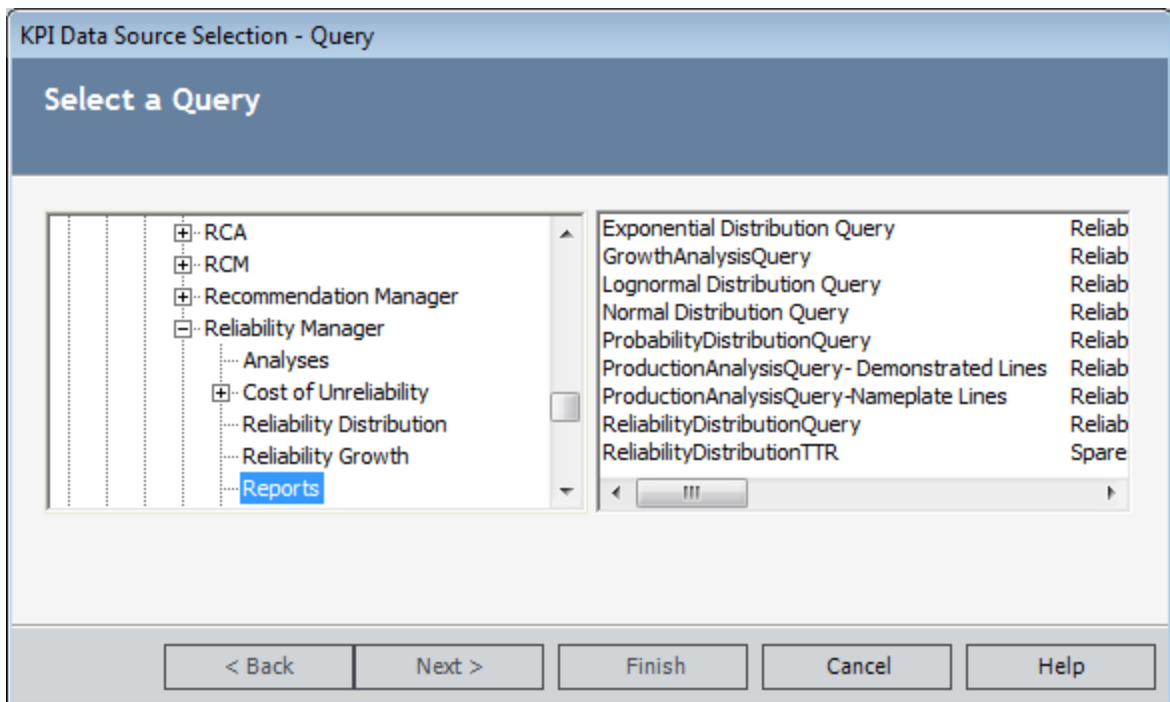 KPI Data Source Selection - Query
Select a Query
RCA
RCM
Recommendation Manager
Reliability Manager
Analyses
Cost of Unreliability
Reliability Distribution
Reliability Growth
Reports
Exponential Distribution Query Reliab
GrowthAnalysisQuery Reliab
Lognormal Distribution Query Reliab
Normal Distribution Query Reliab
ProbabilityDistributionQuery Reliab
ProductionAnalysisQuery- Demonstrated Lines Reliab
ProductionAnalysisQuery-Nameplate Lines Reliab
ReliabilityDistributionQuery Reliab
ReliabilityDistributionTTR Spare
< Back Next > Finish Cancel Help